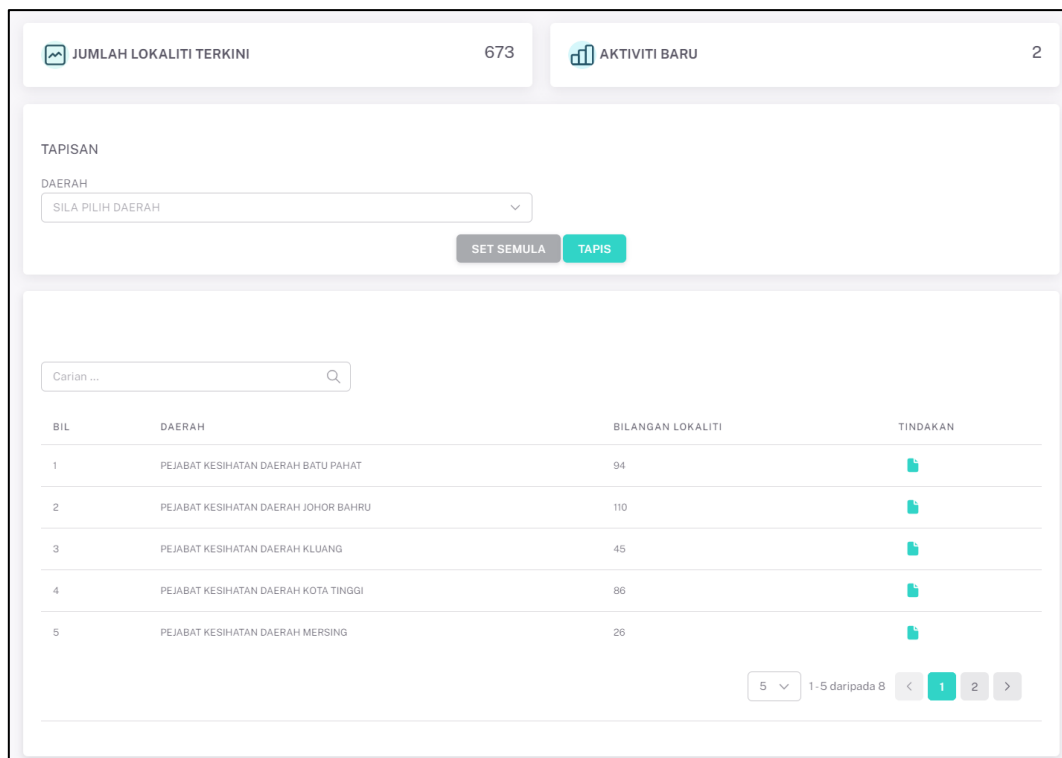 JUMLAH LOKALITI TERKINI 673 AKTIVITI BARU 2
TAPISAN
DAERAH
SILA PILIH DAERAH
SET SEMULA TAPIS
Carian ...
BIL DAERAH BILANGAN LOKALITI TINDAKAN
1 PEJABAT KESIHATAN DAERAH BATU PAHAT 94
2 PEJABAT KESIHATAN DAERAH JOHOR BAHRU 110
3 PEJABAT KESIHATAN DAERAH KLUANG 45
4 PEJABAT KESIHATAN DAERAH KOTA TINGGI 86
5 PEJABAT KESIHATAN DAERAH MERSING 26
5 1-5 daripada 8 < 1 2 >